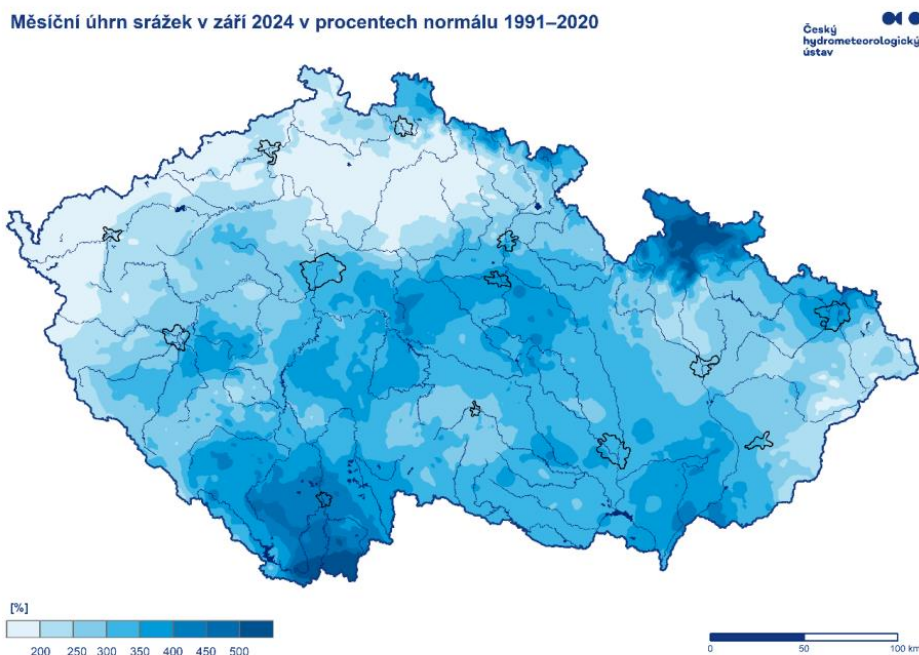 Měsíční úhrn srážek v září 2024 v procentech normálu 1991–2020
Český
hydrometeorologický
ústav
[%]
200 250 300 350 400 450 500
0 50 100 km